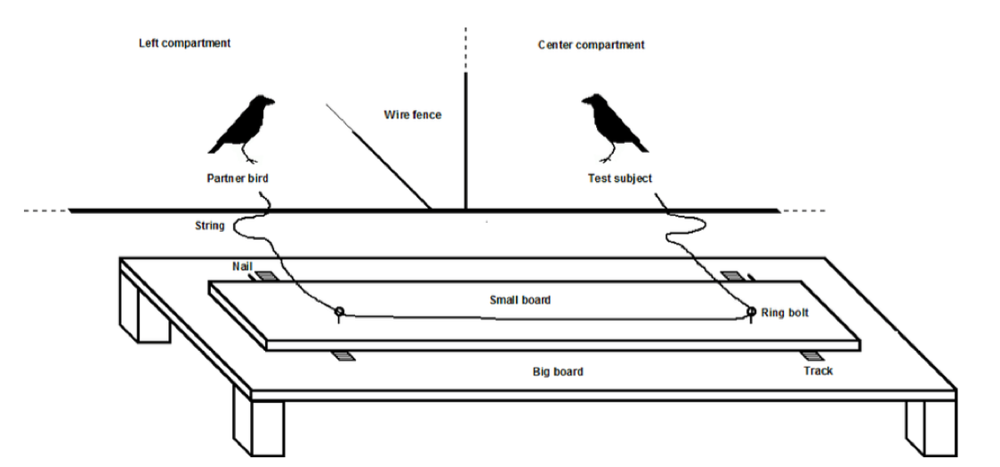 Left compartment
Center compartment
Wire fence
Partner bird
Test subject
String
Nail
Small board
Ring bolt
Big board
Track